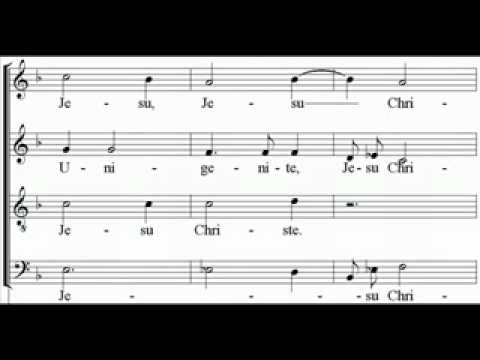 Je - su, Je - su Chri -
U - ni - ge - ni - te, Je-su Chri -
Je - su Chri - ste.
Je - - - su Chri -